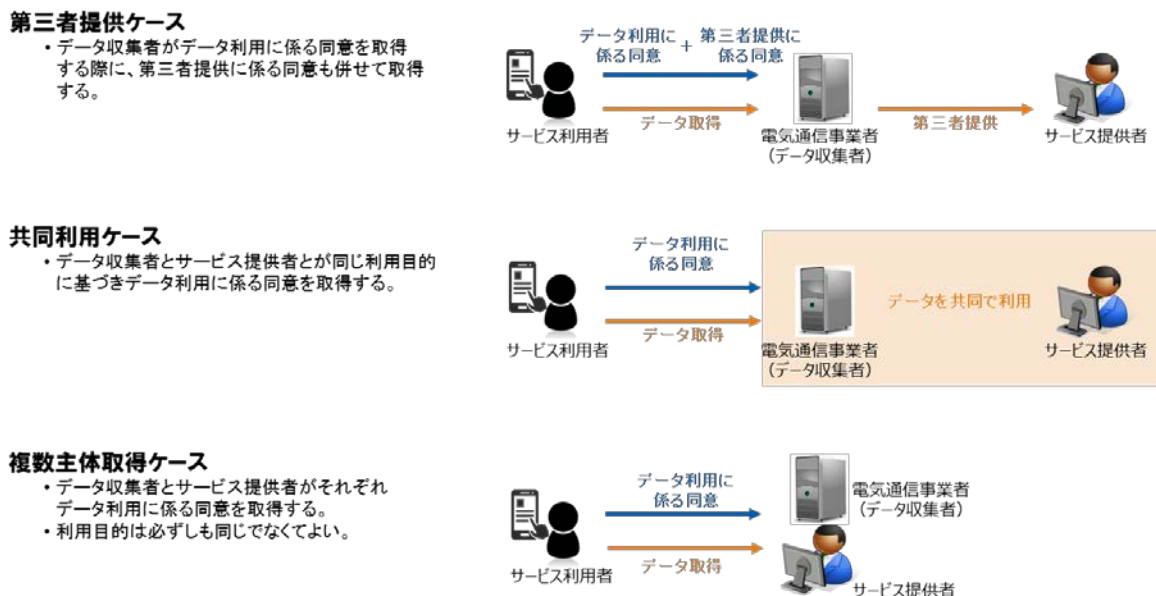 第三者提供ケース
・データ収集者がデータ利用に係る同意を取得
する際に、第三者提供に係る同意も併せて取得
する。
データ利用に
係る同意
+
第三者提供に
係る同意
データ取得
第三者提供
サービス利用者
電気通信事業者
（データ収集者）
サービス提供者
共同利用ケース
・データ収集者とサービス提供者とが同じ利用目的
に基づきデータ利用に係る同意を取得する。
データ利用に
係る同意
データ取得
データを共同で利用
サービス利用者
電気通信事業者
（データ収集者）
サービス提供者
複数主体取得ケース
・データ収集者とサービス提供者がそれぞれ
データ利用に係る同意を取得する。
・利用目的は必ずしも同じでなくてよい。
データ利用に
係る同意
データ取得
サービス利用者
電気通信事業者
（データ収集者）
サービス提供者